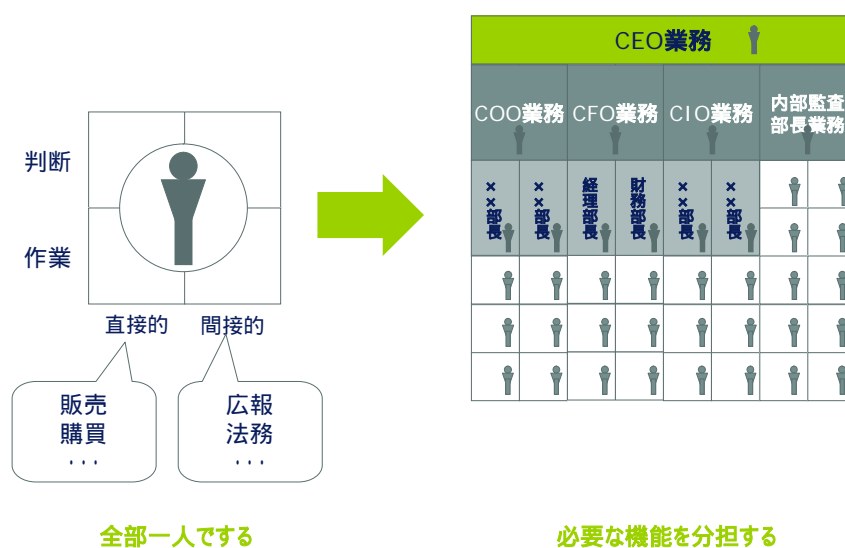 判断
作業
直接的
間接的
販売
購買
・・・
広報
法務
・・・
全部一人でする
CEO業務
COO業務
CFO業務
CIO業務
内部監査
部長業務
××部長
××部長
経理部長
財務部長
××部長
××部長
必要な機能を分担する